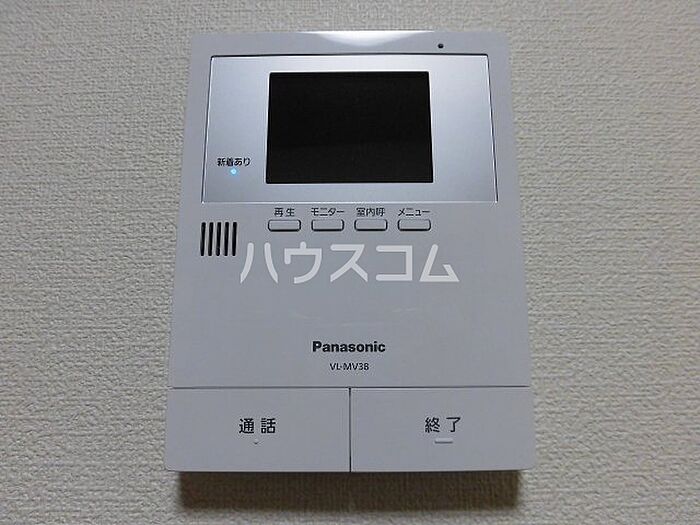 新着あり
再生 モニター 室内呼 メニュー
ハウスコム
Panasonic
VL-MV38
通話 終了